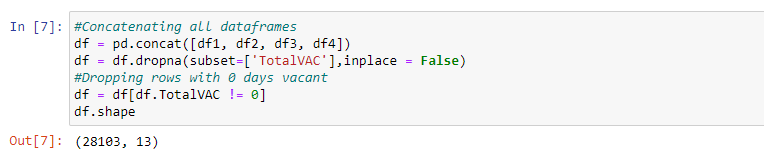 In [7]: #Concatenating all dataframes
df = pd.concat([df1, df2, df3, df4])
df = df.dropna(subset=['TotalVAC'],inplace = False)
#Dropping rows with 0 days vacant
df = df[df.TotalVAC != 0]
df.shape
Out[7]: (28103, 13)